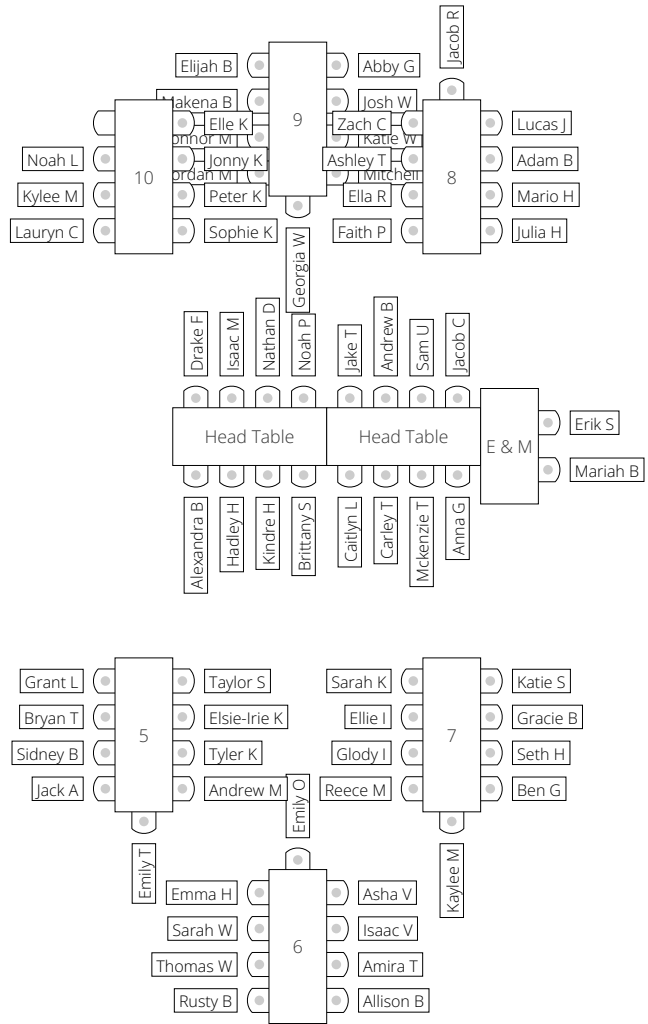 Jacob R
Elijah B
Abby G
Makena B
Josh W
9
Elle K
Zach C
Lucas J
Katie W
Noah L
Jonny K
Ashley T
Adam B
10
8
Mitchell
Kylee M
Peter K
Ella R
Mario H
Lauryn C
Sophie K
Faith P
Julia H
Georgia W
Drake F
Isaac M
Nathan D
Noah P
Jake T
Andrew B
Sam U
Jacob C
Head Table
Head Table
E & M
Erik S
Mariah B
Alexandra B
Hadley H
Kindre H
Brittany S
Caitlyn L
Carley T
Mckenzie T
Anna G
Grant L
Taylor S
Sarah K
Katie S
Bryan T
Elsie-Irie K
Ellie I
Gracie B
5
7
Sidney B
Tyler K
Glody I
Seth H
Jack A
Andrew M
Reece M
Ben G
Emily O
Emily T
Kaylee M
Emma H
Asha V
Sarah W
Isaac V
6
Thomas W
Amira T
Rusty B
Allison B